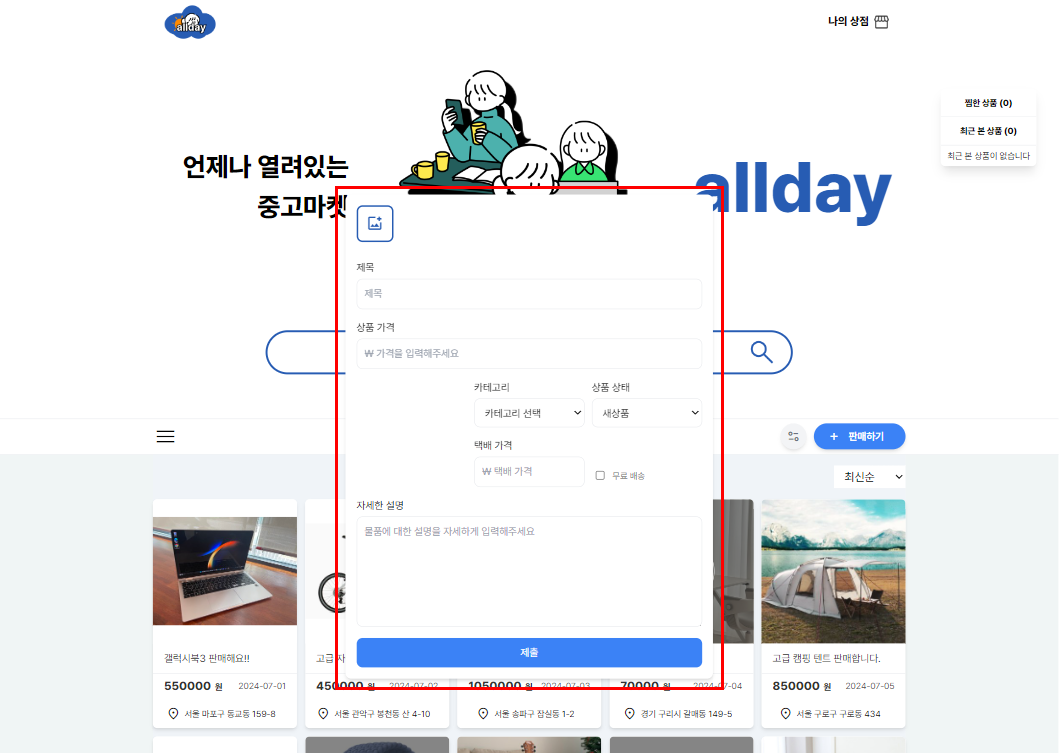 allday
나의 상점
찜한 상품 (0)
최근 본 상품 (0)
최근 본 상품이 없습니다
언제나 열려있는
중고마켓
allday
제목
제목
상품 가격
₩ 가격을 입력해주세요
카테고리 상품 상태
카테고리 선택 새상품
택배 가격
₩ 택배 가격 무료 배송
자세한 설명
물품에 대한 설명을 자세하게 입력해주세요
제출
+ 판매하기
최신순
갤럭시북3 판매해요!!
550000 원 2024-07-01
서울 마포구 동교동 159-8
고급 자
450000 원 2024-07-02
서울 관악구 봉천동 산 4-10
1050000 원 2024-07-03
서울 송파구 잠실동 1-2
70000 원 2024-07-04
경기 구리시 갈매동 149-5
고급 캠핑 텐트 판매합니다.
850000 원 2024-07-05
서울 구로구 구로동 434